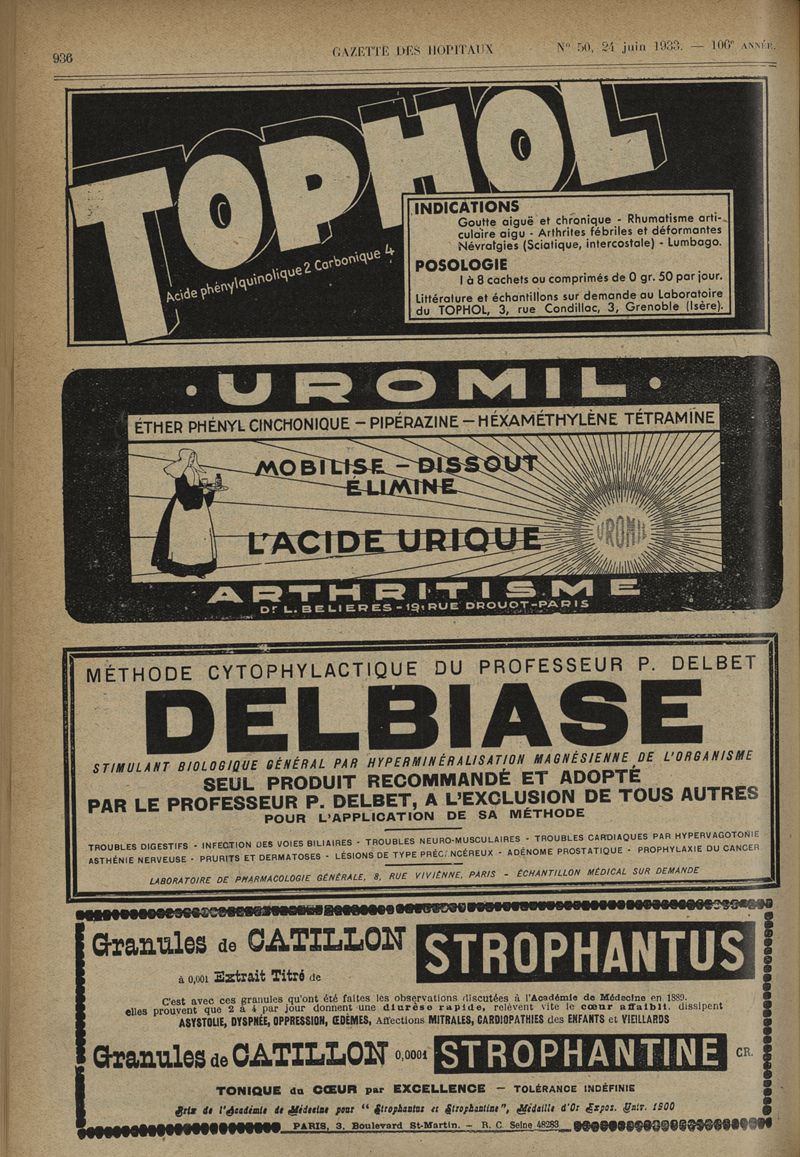 936
GAZETTE DES HOPITAUX
N° 50, 24 juin 1933. — 106e ANNÉE.
TOPHOL
Acide phénylquinolique 2 Carbonique 4
INDICATIONS
Goutte aiguë et chronique - Rhumatisme arti-
culaire aigu - Arthrites fébriles et déformantes
Névralgies (Sciatique, intercostale) - Lumbago.
POSOLOGIE
1 à 8 cachets ou comprimés de 0 gr. 50 par jour.
Littérature et échantillons sur demande au Laboratoire
du TOPHOL, 3, rue Condillac, 3, Grenoble (Isère).
· UROMIL ·
ÉTHER PHÉNYL CINCHONIQUE — PIPÉRAZINE — HÉXAMÉTHYLÈNE TÉTRAMINE
MOBILISE — DISSOUT
ÉLIMINE
L'ACIDE URIQUE
UROMIL
ARTHRITISME
Dr L. BELIERES - 19, RUE DROUOT - PARIS
MÉTHODE CYTOPHYLACTIQUE DU PROFESSEUR P. DELBET
DELBIASE
STIMULANT BIOLOGIQUE GÉNÉRAL PAR HYPERMINÉRALISATION MAGNÉSIENNE DE L'ORGANISME
SEUL PRODUIT RECOMMANDÉ ET ADOPTÉ
PAR LE PROFESSEUR P. DELBET, A L'EXCLUSION DE TOUS AUTRES
POUR L'APPLICATION DE SA MÉTHODE
TROUBLES DIGESTIFS - INFECTION DES VOIES BILIAIRES - TROUBLES NEURO-MUSCULAIRES - TROUBLES CARDIAQUES PAR HYPERVAGOTONIE
ASTHÉNIE NERVEUSE - PRURITS ET DERMATOSES - LÉSIONS DE TYPE PRÉCANCÉREUX - ADÉNOME PROSTATIQUE - PROPHYLAXIE DU CANCER
LABORATOIRE DE PHARMACOLOGIE GÉNÉRALE, 8, RUE VIVIENNE, PARIS - ÉCHANTILLON MÉDICAL SUR DEMANDE
Granules de CATILLON STROPHANTUS
à 0,001 Extrait Titré de
C'est avec ces granules qu'ont été faites les observations discutées à l'Académie de Médecine en 1889.
elles prouvent que 2 à 4 par jour donnent une diurèse rapide, relèvent vite le cœur affaibli, dissipent
ASYSTOLIE, DYSPNÉE, OPPRESSION, ŒDÈMES, Affections MITRALES, CARDIOPATHIES des ENFANTS et VIEILLARDS
Granules de CATILLON 0,0001 STROPHANTINE CR.
TONIQUE du CŒUR par EXCELLENCE — TOLÉRANCE INDÉFINIE
Prix de l'Académie de Médecine pour "Strophantus et Strophantine", Médaille d'Or Expos. Univ. 1900
PARIS, 3, Boulevard St-Martin. — R. C. Seine 48283